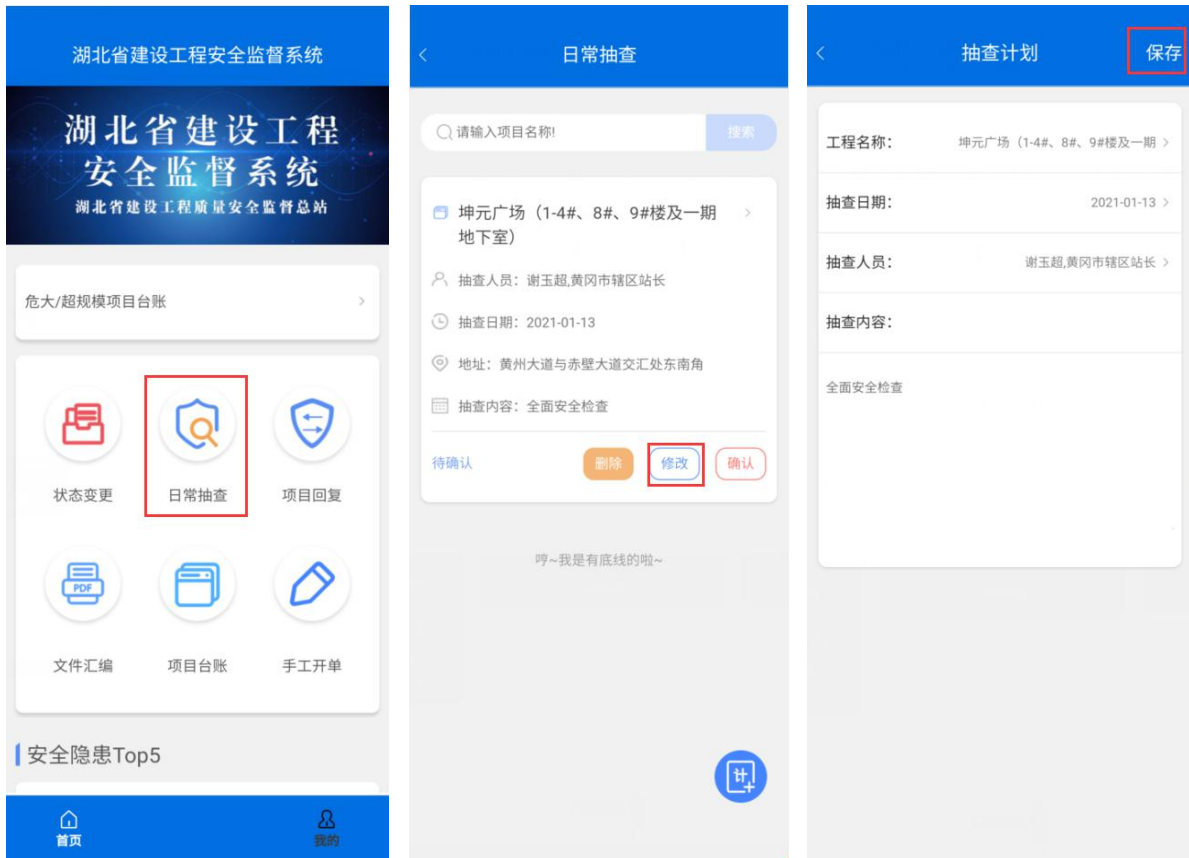 湖北省建设工程安全监督系统
湖北省建设工程
安全监督系统
湖北省建设工程质量安全监督总站
危大/超规模项目台账
状态变更
日常抽查
项目回复
PDF
文件汇编
项目台账
手工开单
安全隐患Top5
首页
我的
日常抽查
请输入项目名称!
搜索
坤元广场（1-4#、8#、9#楼及一期
地下室）
抽查人员：谢玉超,黄冈市辖区站长
抽查日期：2021-01-13
地址：黄州大道与赤壁大道交汇处东南角
抽查内容：全面安全检查
待确认
删除
修改
确认
哼~我是有底线的啦~
计
抽查计划
保存
工程名称：
坤元广场（1-4#、8#、9#楼及一期
抽查日期：
2021-01-13
抽查人员：
谢玉超,黄冈市辖区站长
抽查内容：
全面安全检查